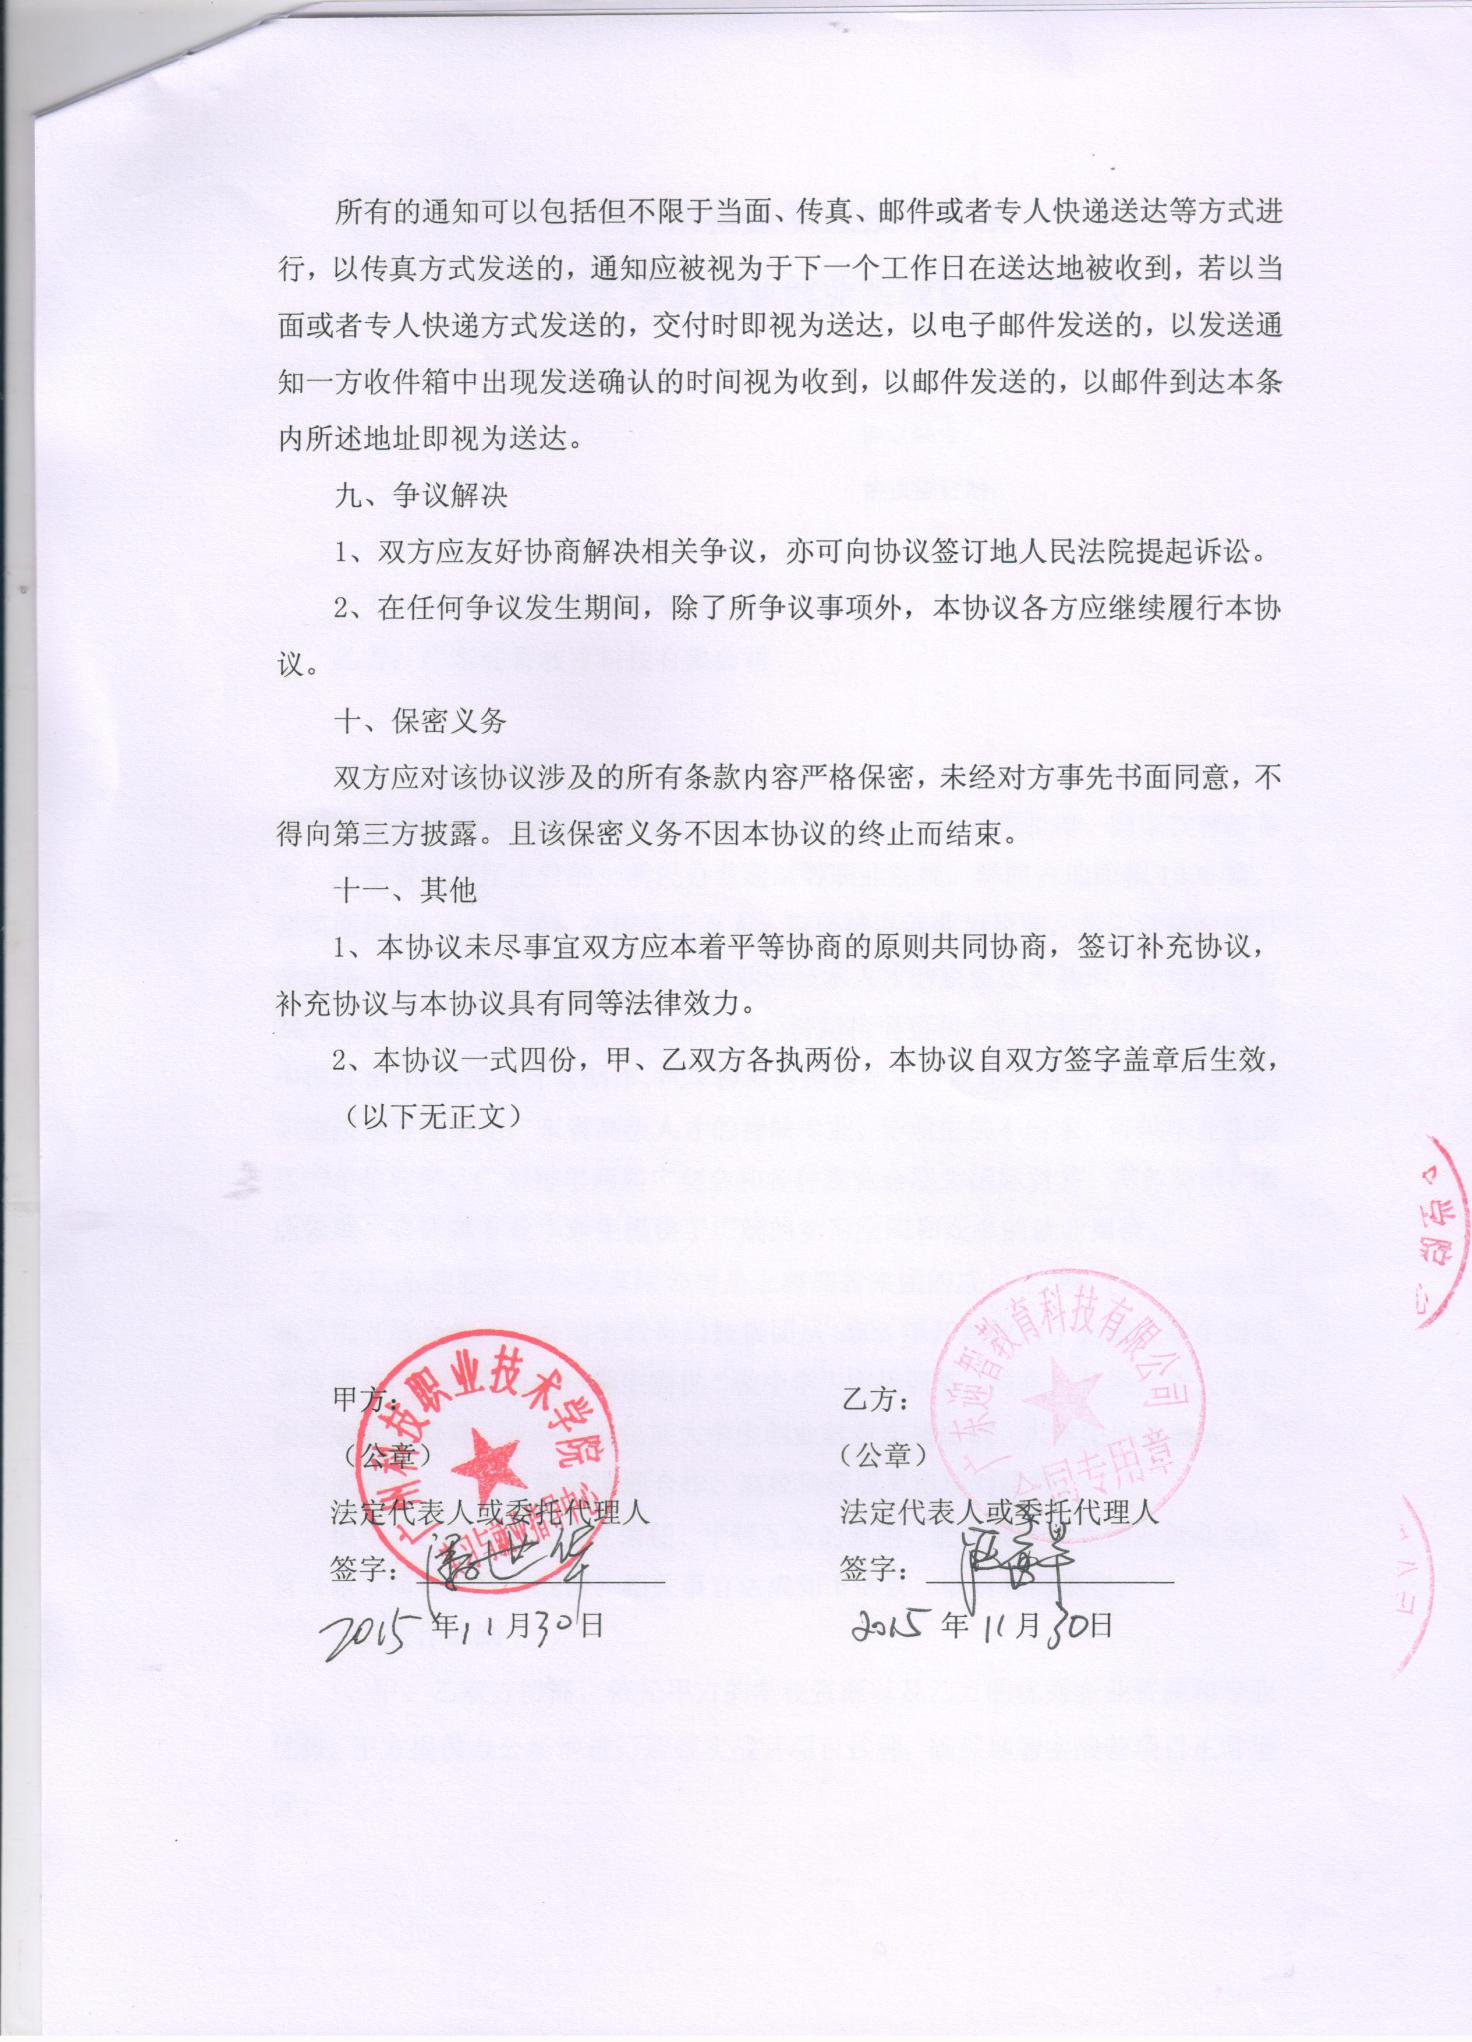 所有的通知可以包括但不限于当面、传真、邮件或者专人快递送达等方式进
行，以传真方式发送的，通知应被视为于下一个工作日在送达地被收到，若以当
面或者专人快递方式发送的，交付时即视为送达，以电子邮件发送的，以发送通
知一方收件箱中出现发送确认的时间视为收到，以邮件发送的，以邮件到达本条
内所述地址即视为送达。
九、争议解决
1、双方应友好协商解决相关争议，亦可向协议签订地人民法院提起诉讼。
2、在任何争议发生期间，除了所争议事项外，本协议各方应继续履行本协
议。
十、保密义务
双方应对该协议涉及的所有条款内容严格保密，未经对方事先书面同意，不
得向第三方披露。且该保密义务不因本协议的终止而结束。
十一、其他
1、本协议未尽事宜双方应本着平等协商的原则共同协商，签订补充协议，
补充协议与本协议具有同等法律效力。
2、本协议一式四份，甲、乙双方各执两份，本协议自双方签字盖章后生效，
（以下无正文）
广州科技职业技术学院
广东迎智教育科技有限公司
合同专用章
甲方： 乙方：
（公章） （公章）
法定代表人或委托代理人 法定代表人或委托代理人
签字： 签字：
2015 年 11 月 30 日 2015 年 11 月 30 日